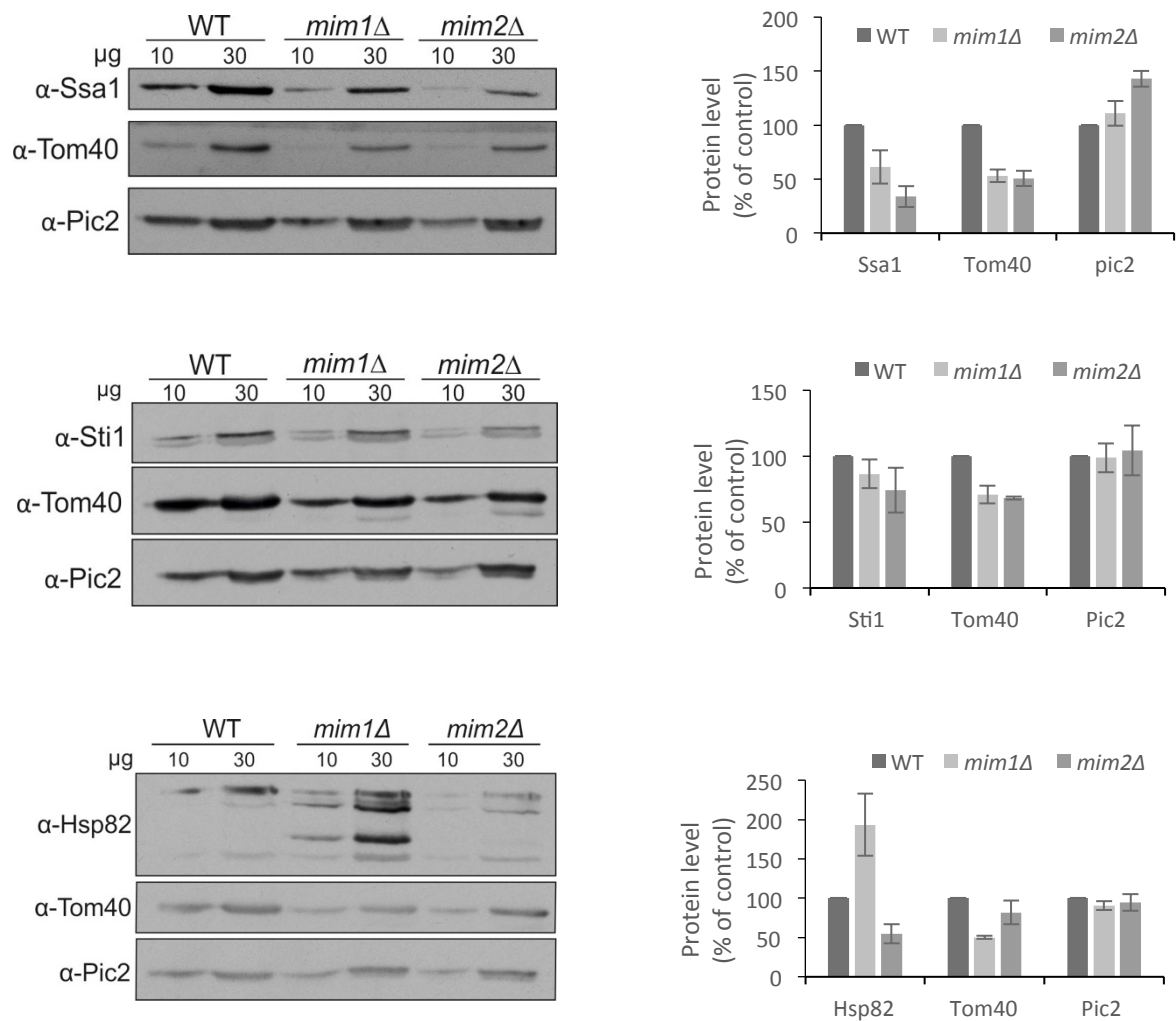 WT mim1Δ mim2Δ
µg 10 30 10 30 10 30
α-Ssa1
α-Tom40
α-Pic2
WT mim1Δ mim2Δ
200
150
100
50
0
Protein level
(% of control)
Ssa1 Tom40 pic2
WT mim1Δ mim2Δ
10 30 10 30 10 30
α-Sti1
α-Tom40
α-Pic2
WT mim1Δ mim2Δ
150
100
50
0
Protein level
(% of control)
Sti1 Tom40 Pic2
WT mim1Δ mim2Δ
µg 10 30 10 30 10 30
α-Hsp82
α-Tom40
α-Pic2
WT mim1Δ mim2Δ
250
200
150
100
50
0
Protein level
(% of control)
Hsp82 Tom40 Pic2